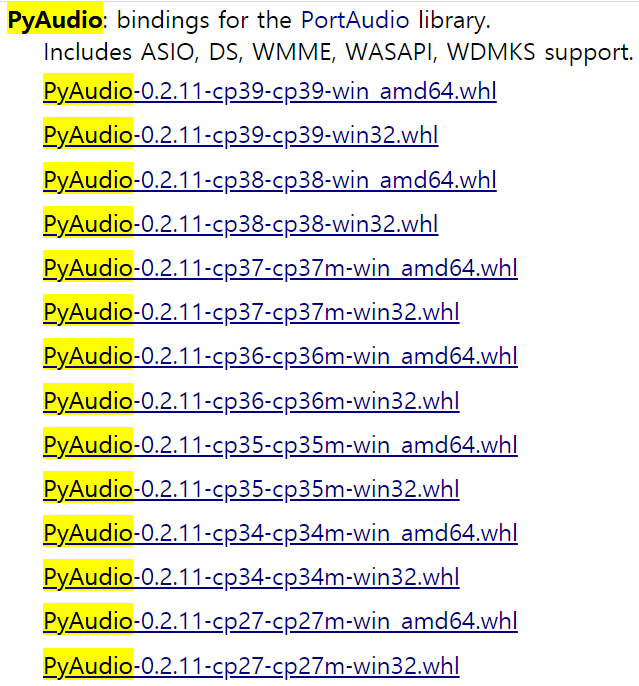 PyAudio: bindings for the PortAudio library.
Includes ASIO, DS, WMME, WASAPI, WDMKS support.
PyAudio-0.2.11-cp39-cp39-win_amd64.whl
PyAudio-0.2.11-cp39-cp39-win32.whl
PyAudio-0.2.11-cp38-cp38-win_amd64.whl
PyAudio-0.2.11-cp38-cp38-win32.whl
PyAudio-0.2.11-cp37-cp37m-win_amd64.whl
PyAudio-0.2.11-cp37-cp37m-win32.whl
PyAudio-0.2.11-cp36-cp36m-win_amd64.whl
PyAudio-0.2.11-cp36-cp36m-win32.whl
PyAudio-0.2.11-cp35-cp35m-win_amd64.whl
PyAudio-0.2.11-cp35-cp35m-win32.whl
PyAudio-0.2.11-cp34-cp34m-win_amd64.whl
PyAudio-0.2.11-cp34-cp34m-win32.whl
PyAudio-0.2.11-cp27-cp27m-win_amd64.whl
PyAudio-0.2.11-cp27-cp27m-win32.whl